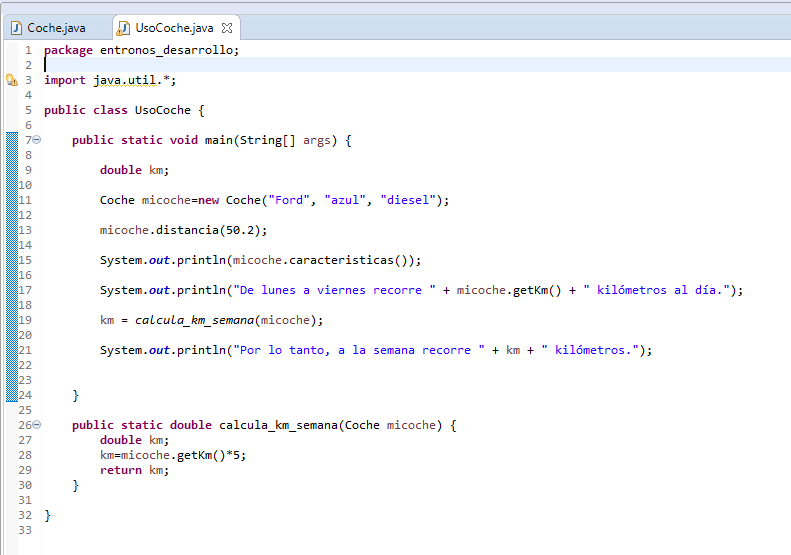 Coche.java UsoCoche.java
1 package entronos_desarrollo;
2
3 import java.util.*;
4
5 public class UsoCoche {
6
7 public static void main(String[] args) {
8
9 double km;
10
11 Coche micoche=new Coche("Ford", "azul", "diesel");
12
13 micoche.distancia(50.2);
14
15 System.out.println(micoche.caracteristicas());
16
17 System.out.println("De lunes a viernes recorre " + micoche.getKm() + " kilómetros al día.");
18
19 km = calcula_km_semana(micoche);
20
21 System.out.println("Por lo tanto, a la semana recorre " + km + " kilómetros.");
22
23
24 }
25
26 public static double calcula_km_semana(Coche micoche) {
27 double km;
28 km=micoche.getKm()*5;
29 return km;
30 }
31
32 }
33